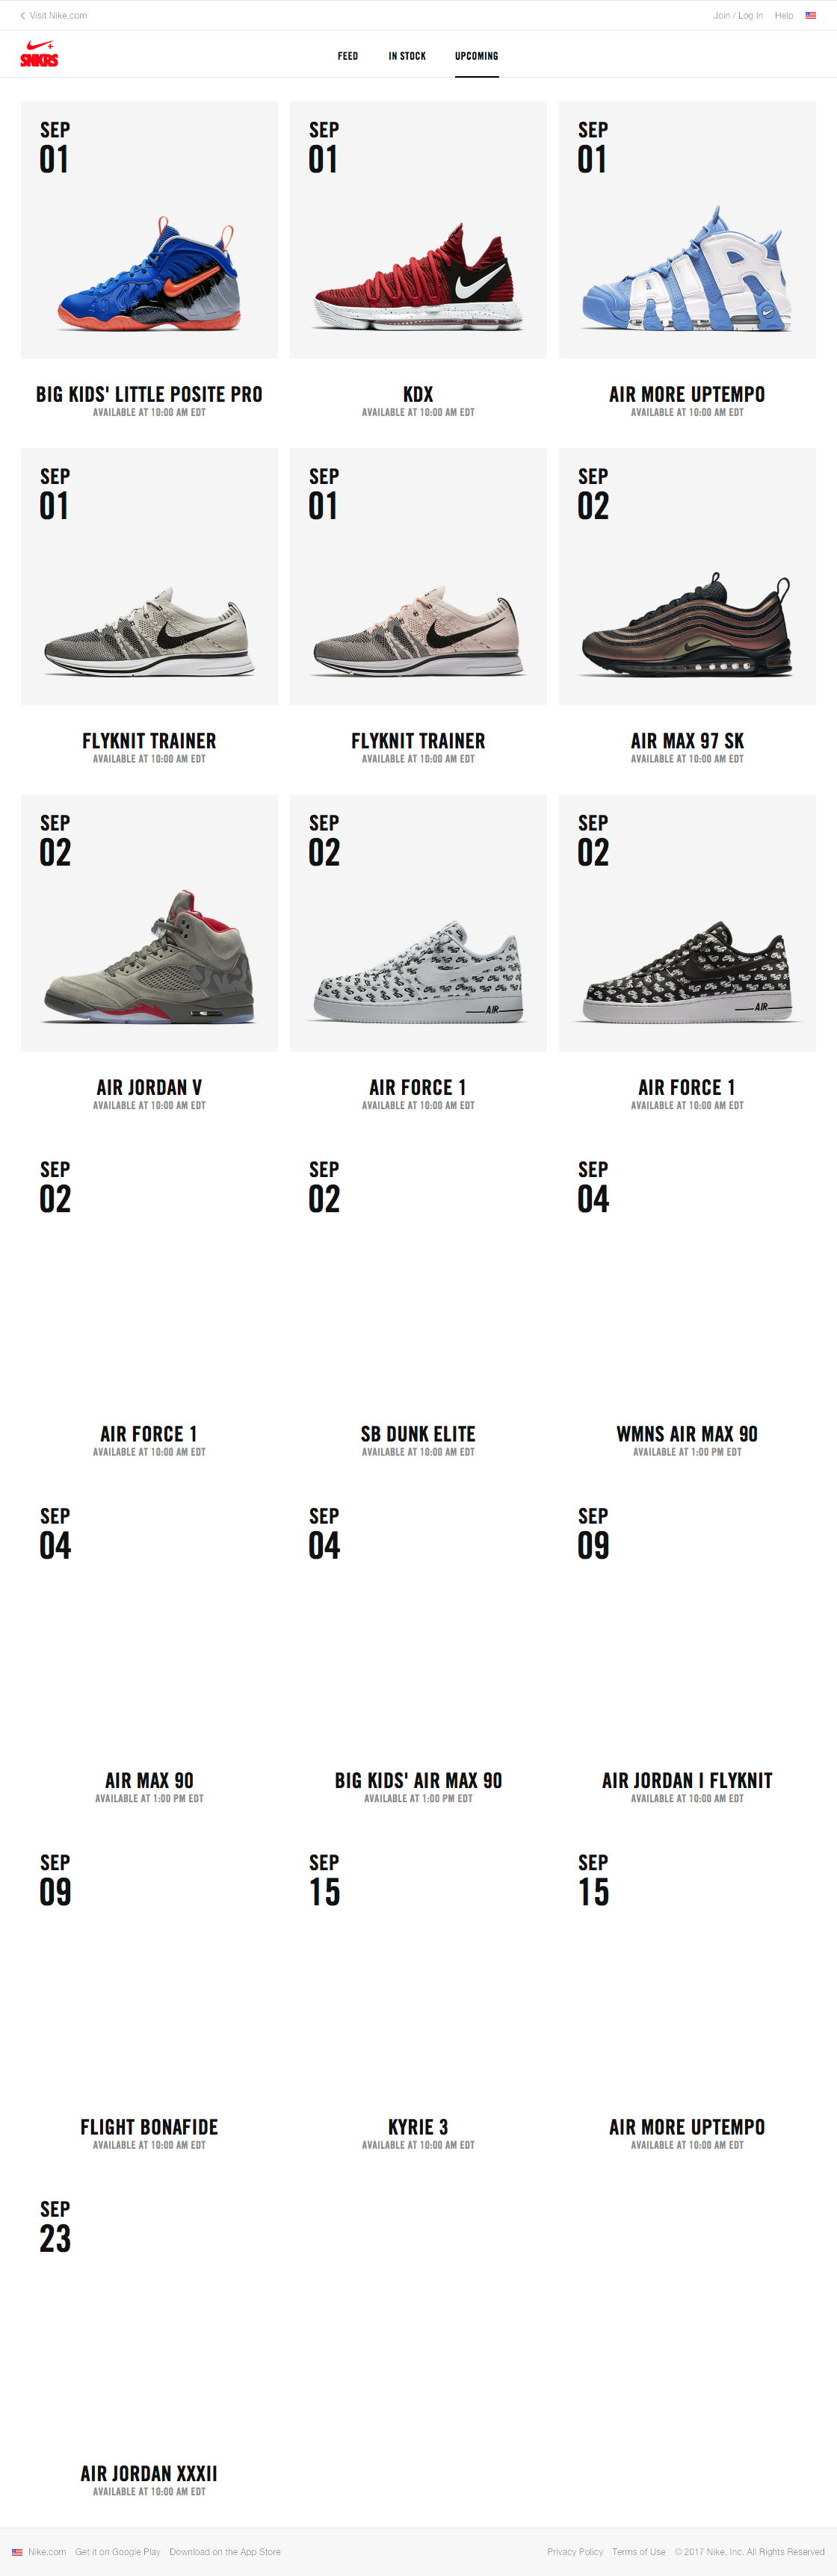 Visit Nike.com
Join / Log In Help
SNKRS
FEED IN STOCK UPCOMING
SEP
01
BIG KIDS' LITTLE POSITE PRO
AVAILABLE AT 10:00 AM EDT
SEP
01
KDX
AVAILABLE AT 10:00 AM EDT
SEP
01
AIR MORE UPTEMPO
AVAILABLE AT 10:00 AM EDT
SEP
01
FLYKNIT TRAINER
AVAILABLE AT 10:00 AM EDT
SEP
01
FLYKNIT TRAINER
AVAILABLE AT 10:00 AM EDT
SEP
02
AIR MAX 97 SK
AVAILABLE AT 10:00 AM EDT
SEP
02
AIR JORDAN V
AVAILABLE AT 10:00 AM EDT
SEP
02
AIR
AIR FORCE 1
AVAILABLE AT 10:00 AM EDT
SEP
02
AIR
AIR FORCE 1
AVAILABLE AT 10:00 AM EDT
SEP
02
AIR FORCE 1
AVAILABLE AT 10:00 AM EDT
SEP
02
SB DUNK ELITE
AVAILABLE AT 10:00 AM EDT
SEP
04
WMNS AIR MAX 90
AVAILABLE AT 1:00 PM EDT
SEP
04
AIR MAX 90
AVAILABLE AT 1:00 PM EDT
SEP
04
BIG KIDS' AIR MAX 90
AVAILABLE AT 1:00 PM EDT
SEP
09
AIR JORDAN I FLYKNIT
AVAILABLE AT 10:00 AM EDT
SEP
09
FLIGHT BONAFIDE
AVAILABLE AT 10:00 AM EDT
SEP
15
KYRIE 3
AVAILABLE AT 10:00 AM EDT
SEP
15
AIR MORE UPTEMPO
AVAILABLE AT 10:00 AM EDT
SEP
23
AIR JORDAN XXXII
AVAILABLE AT 10:00 AM EDT
Nike.com Get it on Google Play Download on the App Store
Privacy Policy Terms of Use © 2017 Nike, Inc. All Rights Reserved